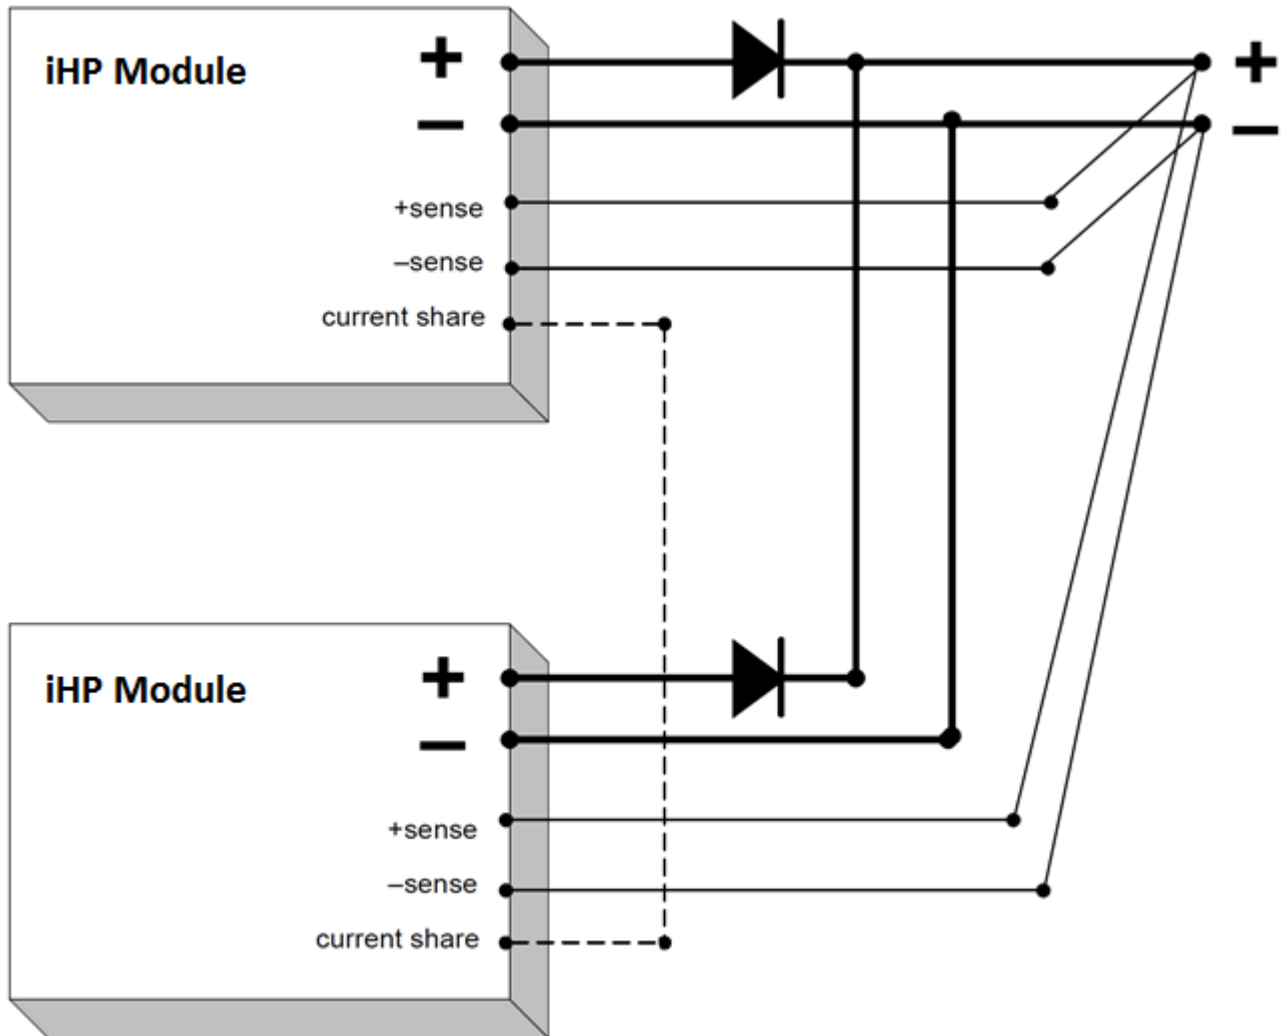 iHP Module
+
–
+sense
–sense
current share
+
–
iHP Module
+
–
+sense
–sense
current share